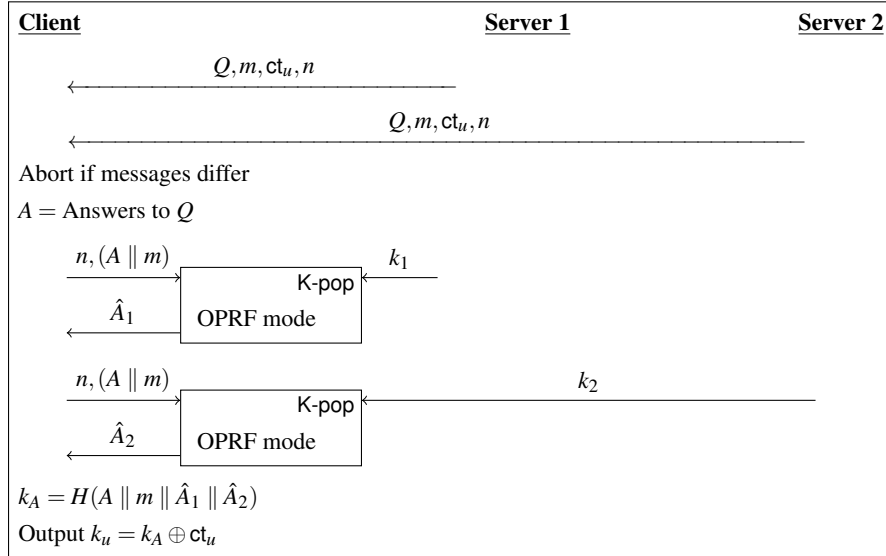 Client Server 1 Server 2
Q, m, ct_u, n
Q, m, ct_u, n
Abort if messages differ
A = Answers to Q
n, (A ∥ m) k_1
K-pop
OPRF mode
Â_1
n, (A ∥ m) k_2
K-pop
OPRF mode
Â_2
k_A = H(A ∥ m ∥ Â_1 ∥ Â_2)
Output k_u = k_A ⊕ ct_u